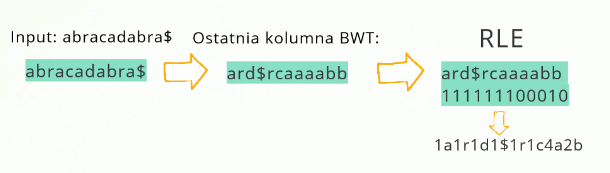 Input: abracadabra$
abracadabra$
Ostatnia kolumna BWT:
ard$rcaaaabb
RLE
ard$rcaaaabb
111111100010
1a1r1d1$1r1c4a2b